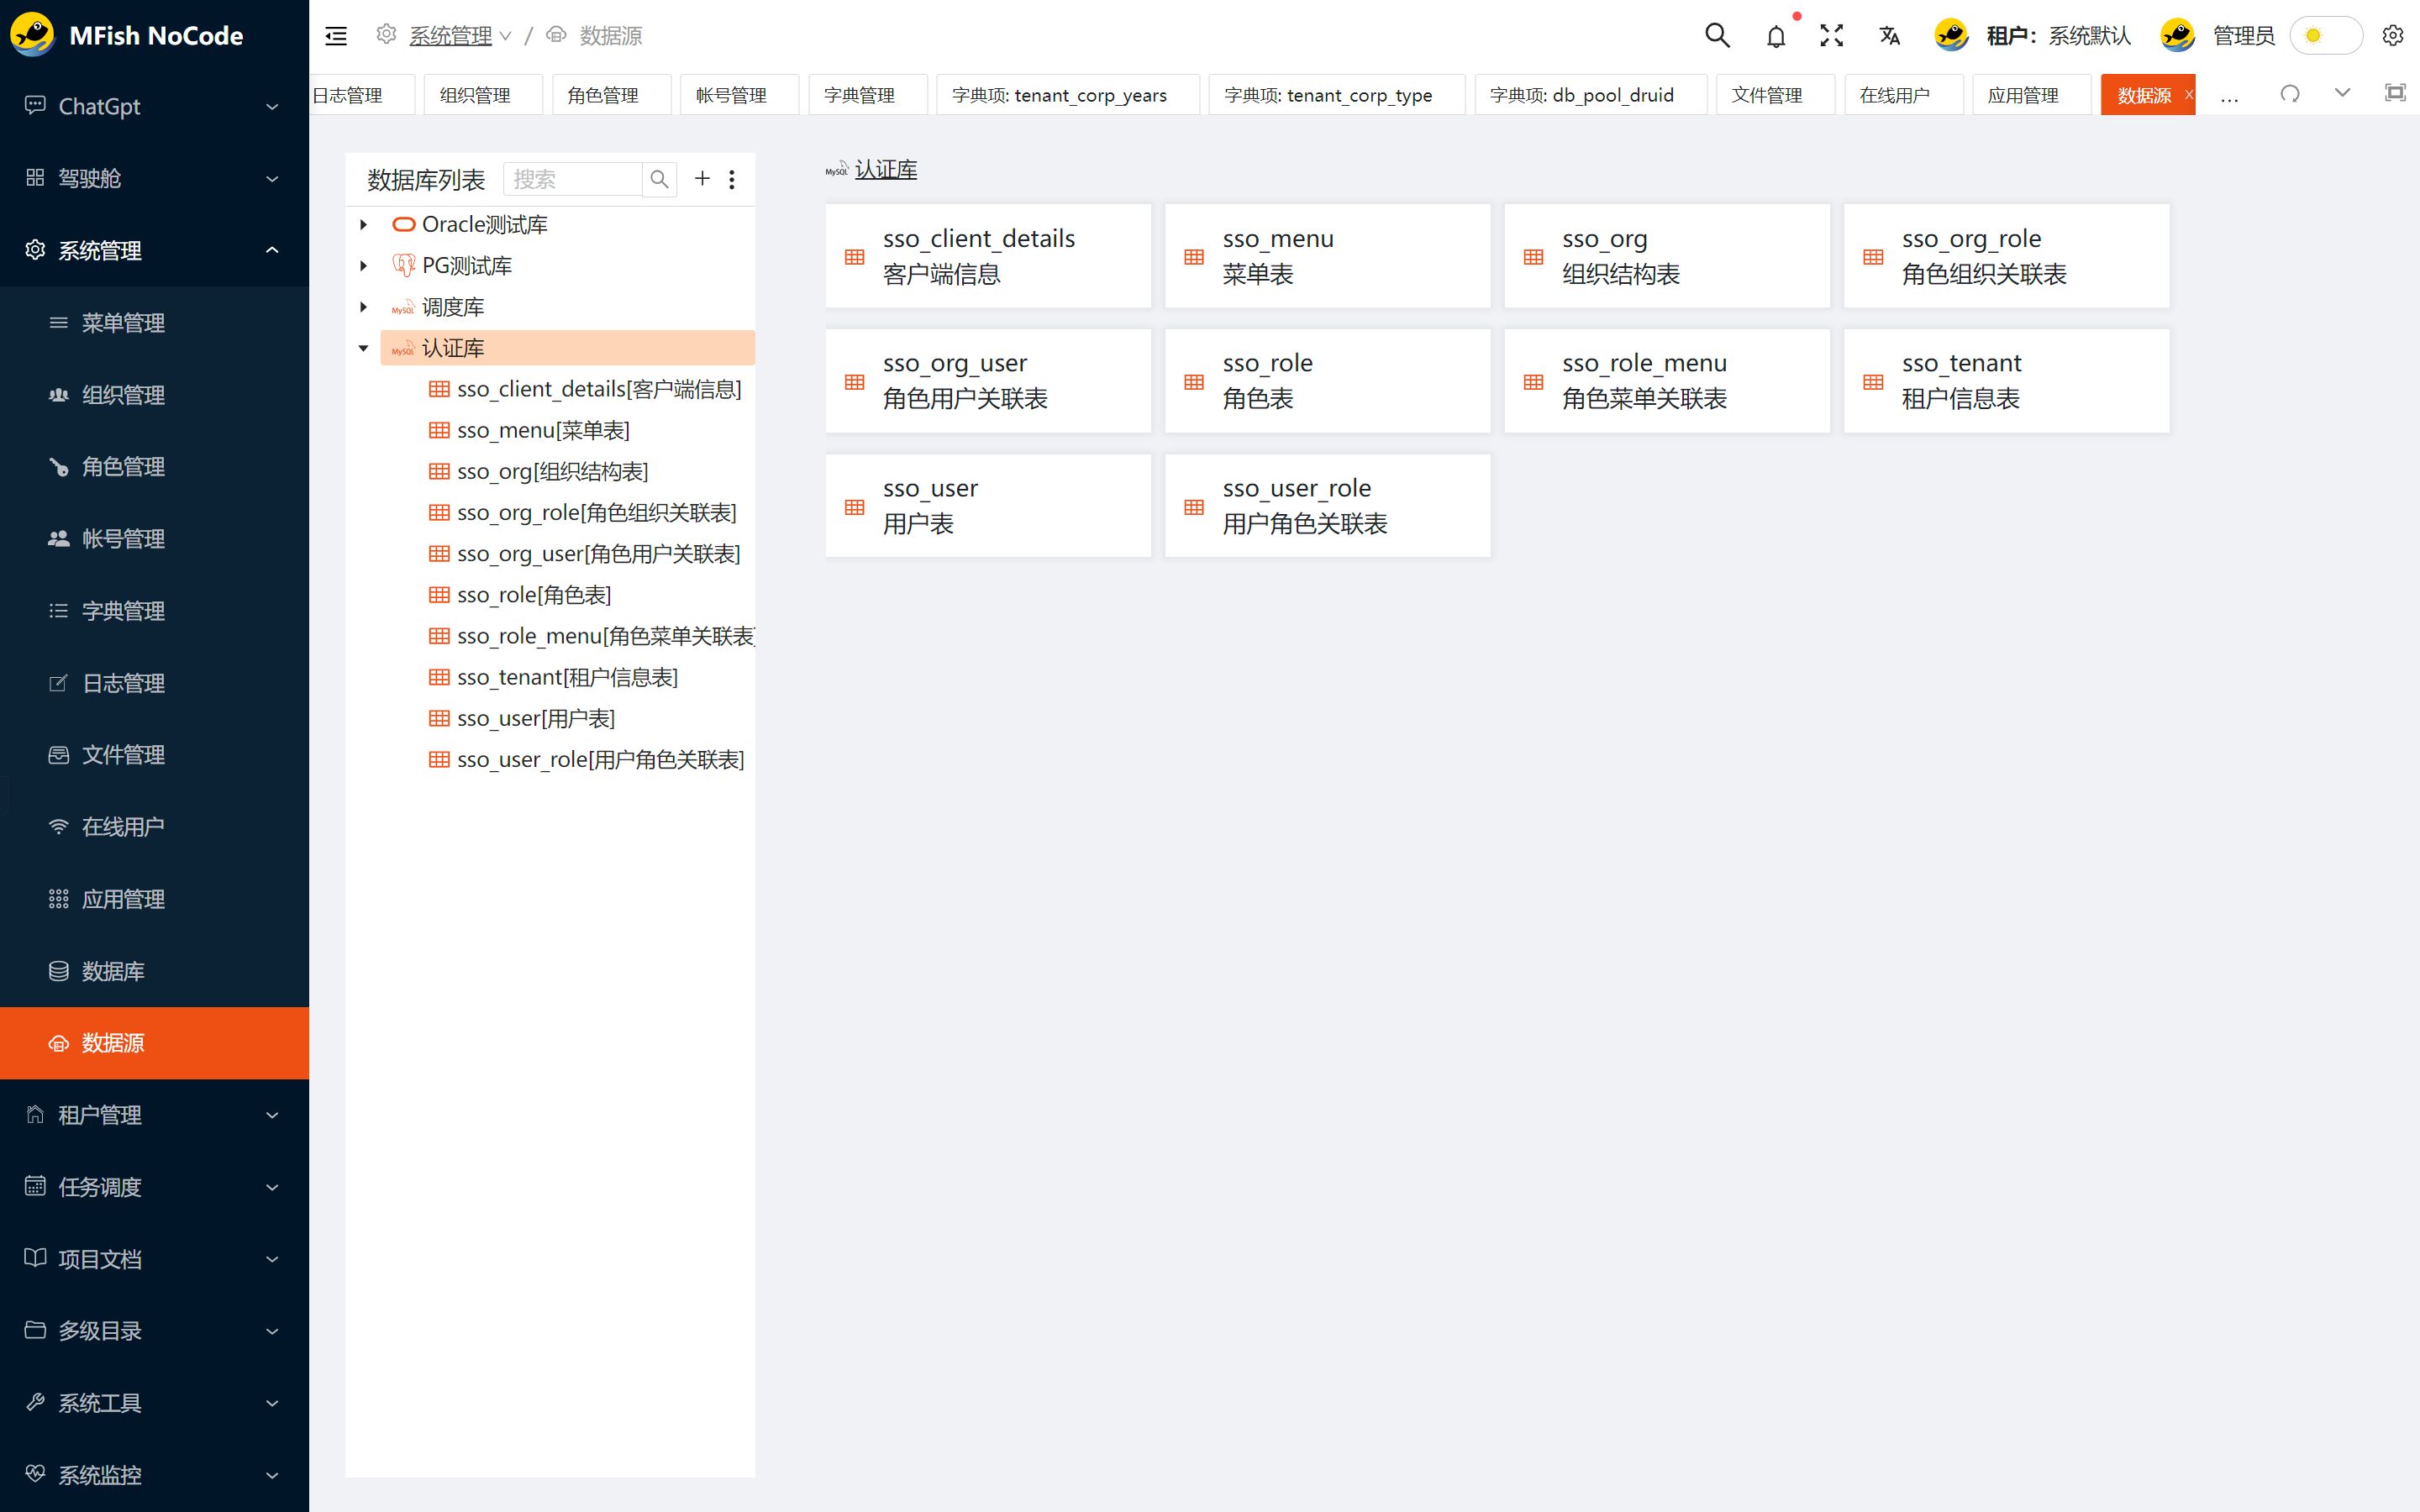 MFish NoCode
ChatGpt
驾驶舱
系统管理
菜单管理
组织管理
角色管理
帐号管理
字典管理
日志管理
文件管理
在线用户
应用管理
数据库
数据源
租户管理
任务调度
项目文档
多级目录
系统工具
系统监控
系统管理 / 数据源
租户： 系统默认 管理员
日志管理 组织管理 角色管理 帐号管理 字典管理 字典项: tenant_corp_years 字典项: tenant_corp_type 字典项: db_pool_druid 文件管理 在线用户 应用管理 数据源 ...
数据库列表 搜索
Oracle测试库
PG测试库
MySQL 调度库
MySQL 认证库
sso_client_details[客户端信息]
sso_menu[菜单表]
sso_org[组织结构表]
sso_org_role[角色组织关联表]
sso_org_user[角色用户关联表]
sso_role[角色表]
sso_role_menu[角色菜单关联表]
sso_tenant[租户信息表]
sso_user[用户表]
sso_user_role[用户角色关联表]
MySQL 认证库
sso_client_details
客户端信息
sso_menu
菜单表
sso_org
组织结构表
sso_org_role
角色组织关联表
sso_org_user
角色用户关联表
sso_role
角色表
sso_role_menu
角色菜单关联表
sso_tenant
租户信息表
sso_user
用户表
sso_user_role
用户角色关联表